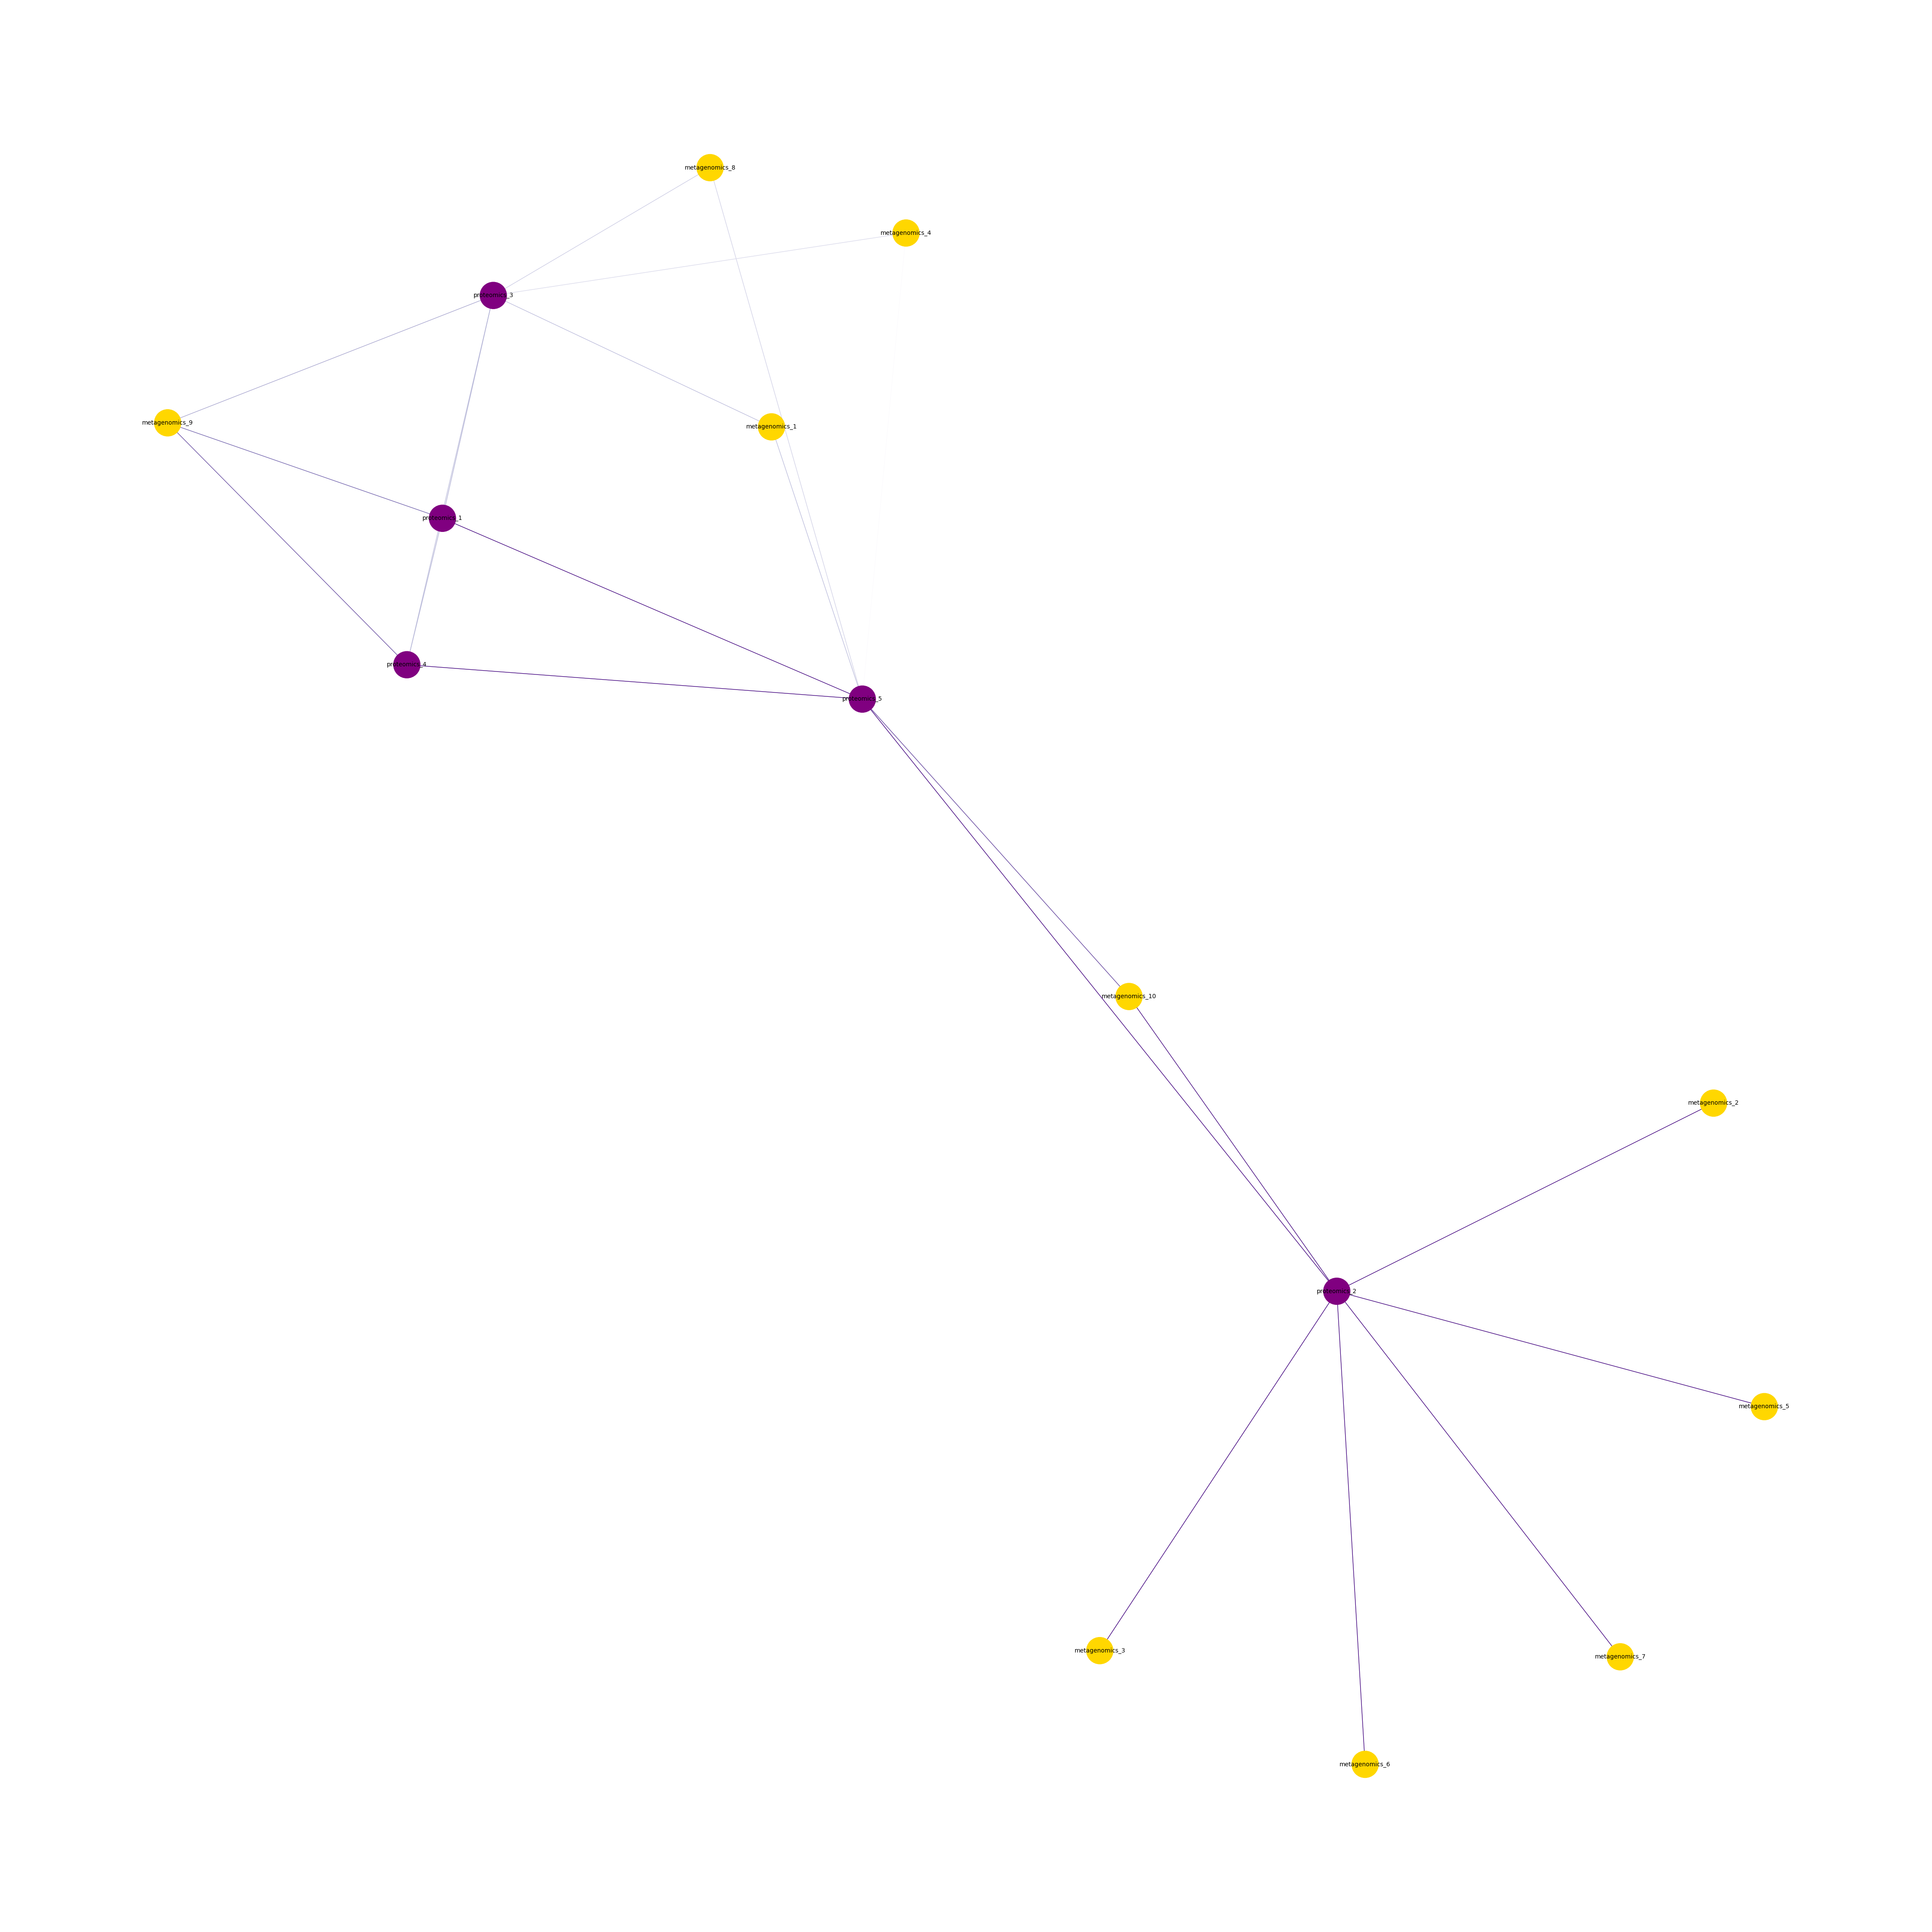 metagenomics_8
metagenomics_4
proteomics_3
metagenomics_9
metagenomics_1
proteomics_1
proteomics_4
proteomics_5
metagenomics_10
metagenomics_2
proteomics_2
metagenomics_5
metagenomics_3
metagenomics_7
metagenomics_6